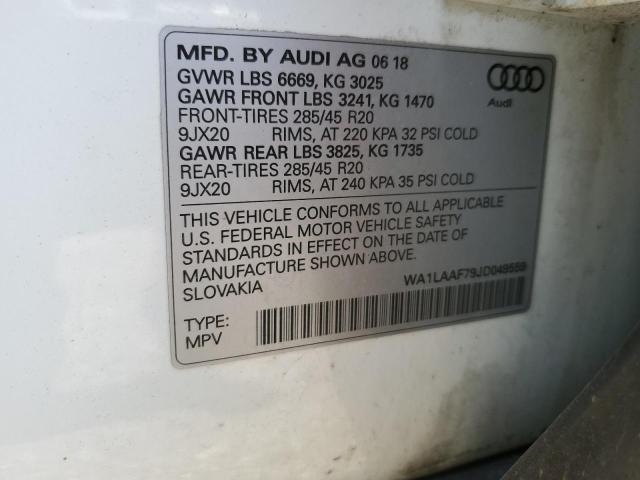 MFD. BY AUDI AG 06 18
GVWR LBS 6669, KG 3025
GAWR FRONT LBS 3241, KG 1470
FRONT-TIRES 285/45 R20
9JX20 RIMS, AT 220 KPA 32 PSI COLD
GAWR REAR LBS 3825, KG 1735
REAR-TIRES 285/45 R20
9JX20 RIMS, AT 240 KPA 35 PSI COLD
THIS VEHICLE CONFORMS TO ALL APPLICABLE
U.S. FEDERAL MOTOR VEHICLE SAFETY
STANDARDS IN EFFECT ON THE DATE OF
MANUFACTURE SHOWN ABOVE.
SLOVAKIA
WA1LAAF79JD049559
TYPE:
MPV
Audi